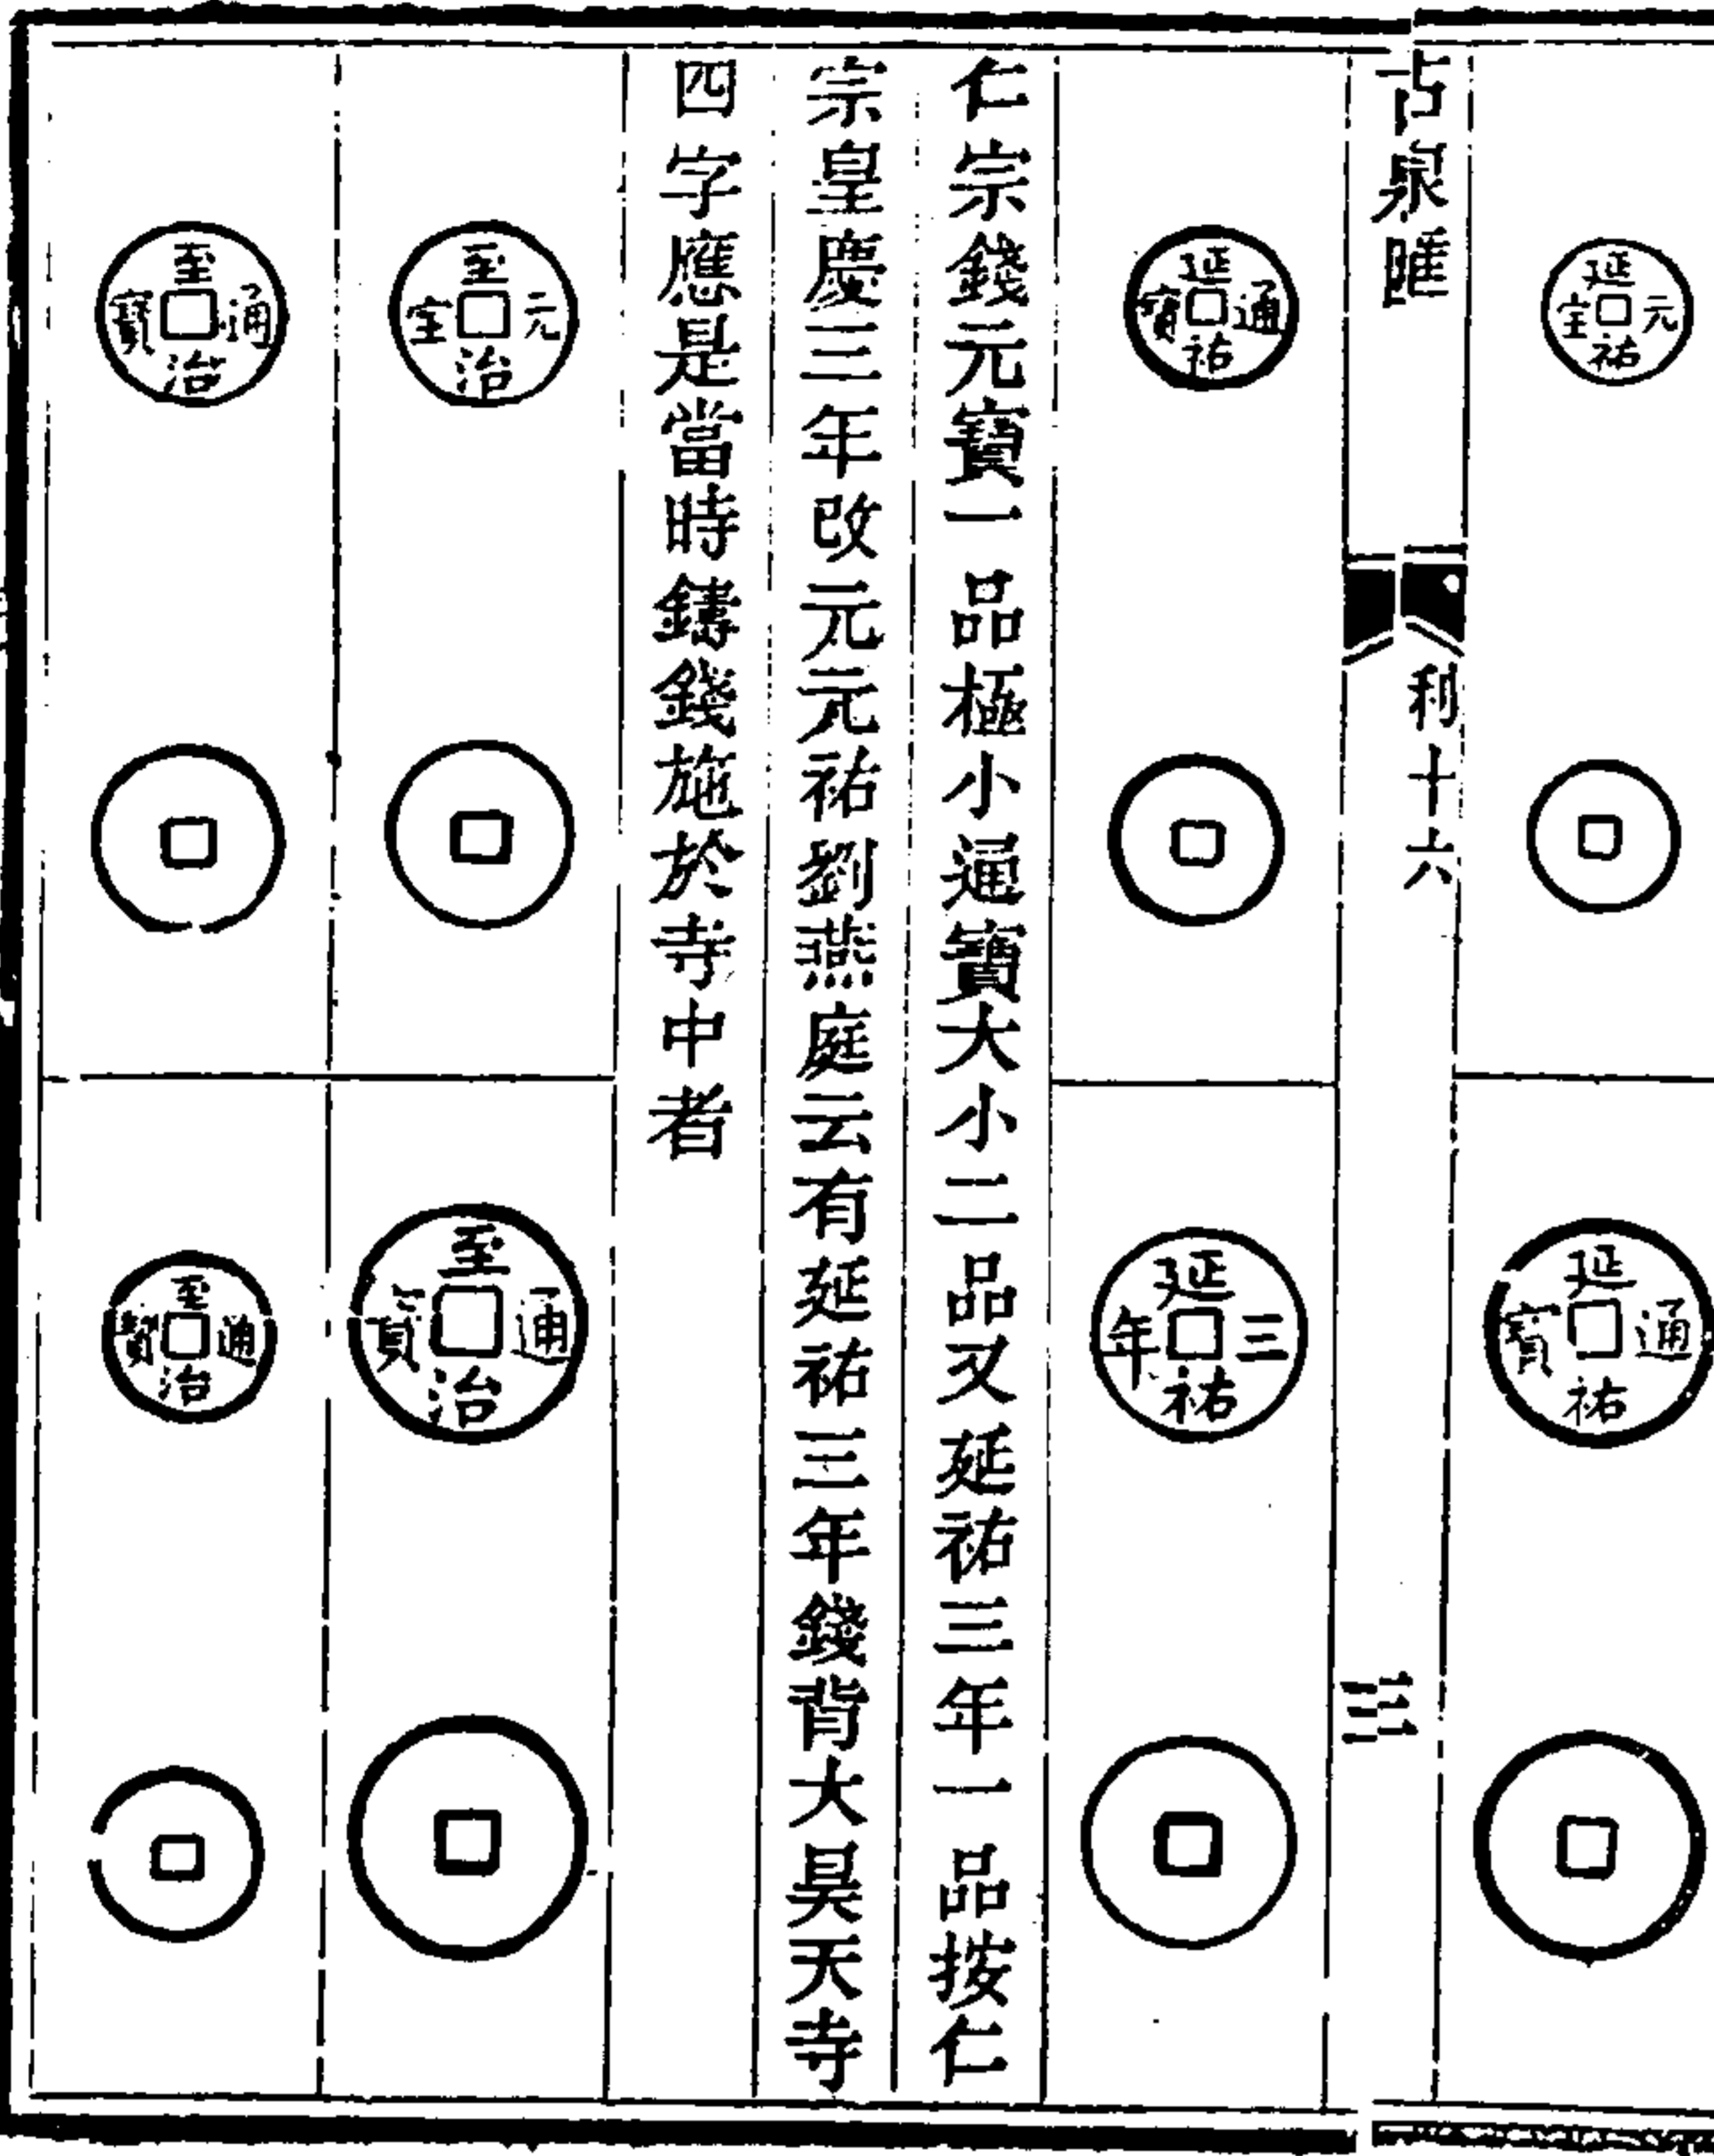 延祐元宝
延祐通寶
古泉匯 利十六 三
延祐通寶
延祐三年
仁宗錢元寶一品極小通寶大小二品又延祐三年一品按仁
宗皇慶三年改元元祐劉燕庭云有延祐三年錢背大昊天寺
四字應是當時鑄錢施於寺中者
至治元宝
至治通寶
至治通寶
至治通寶